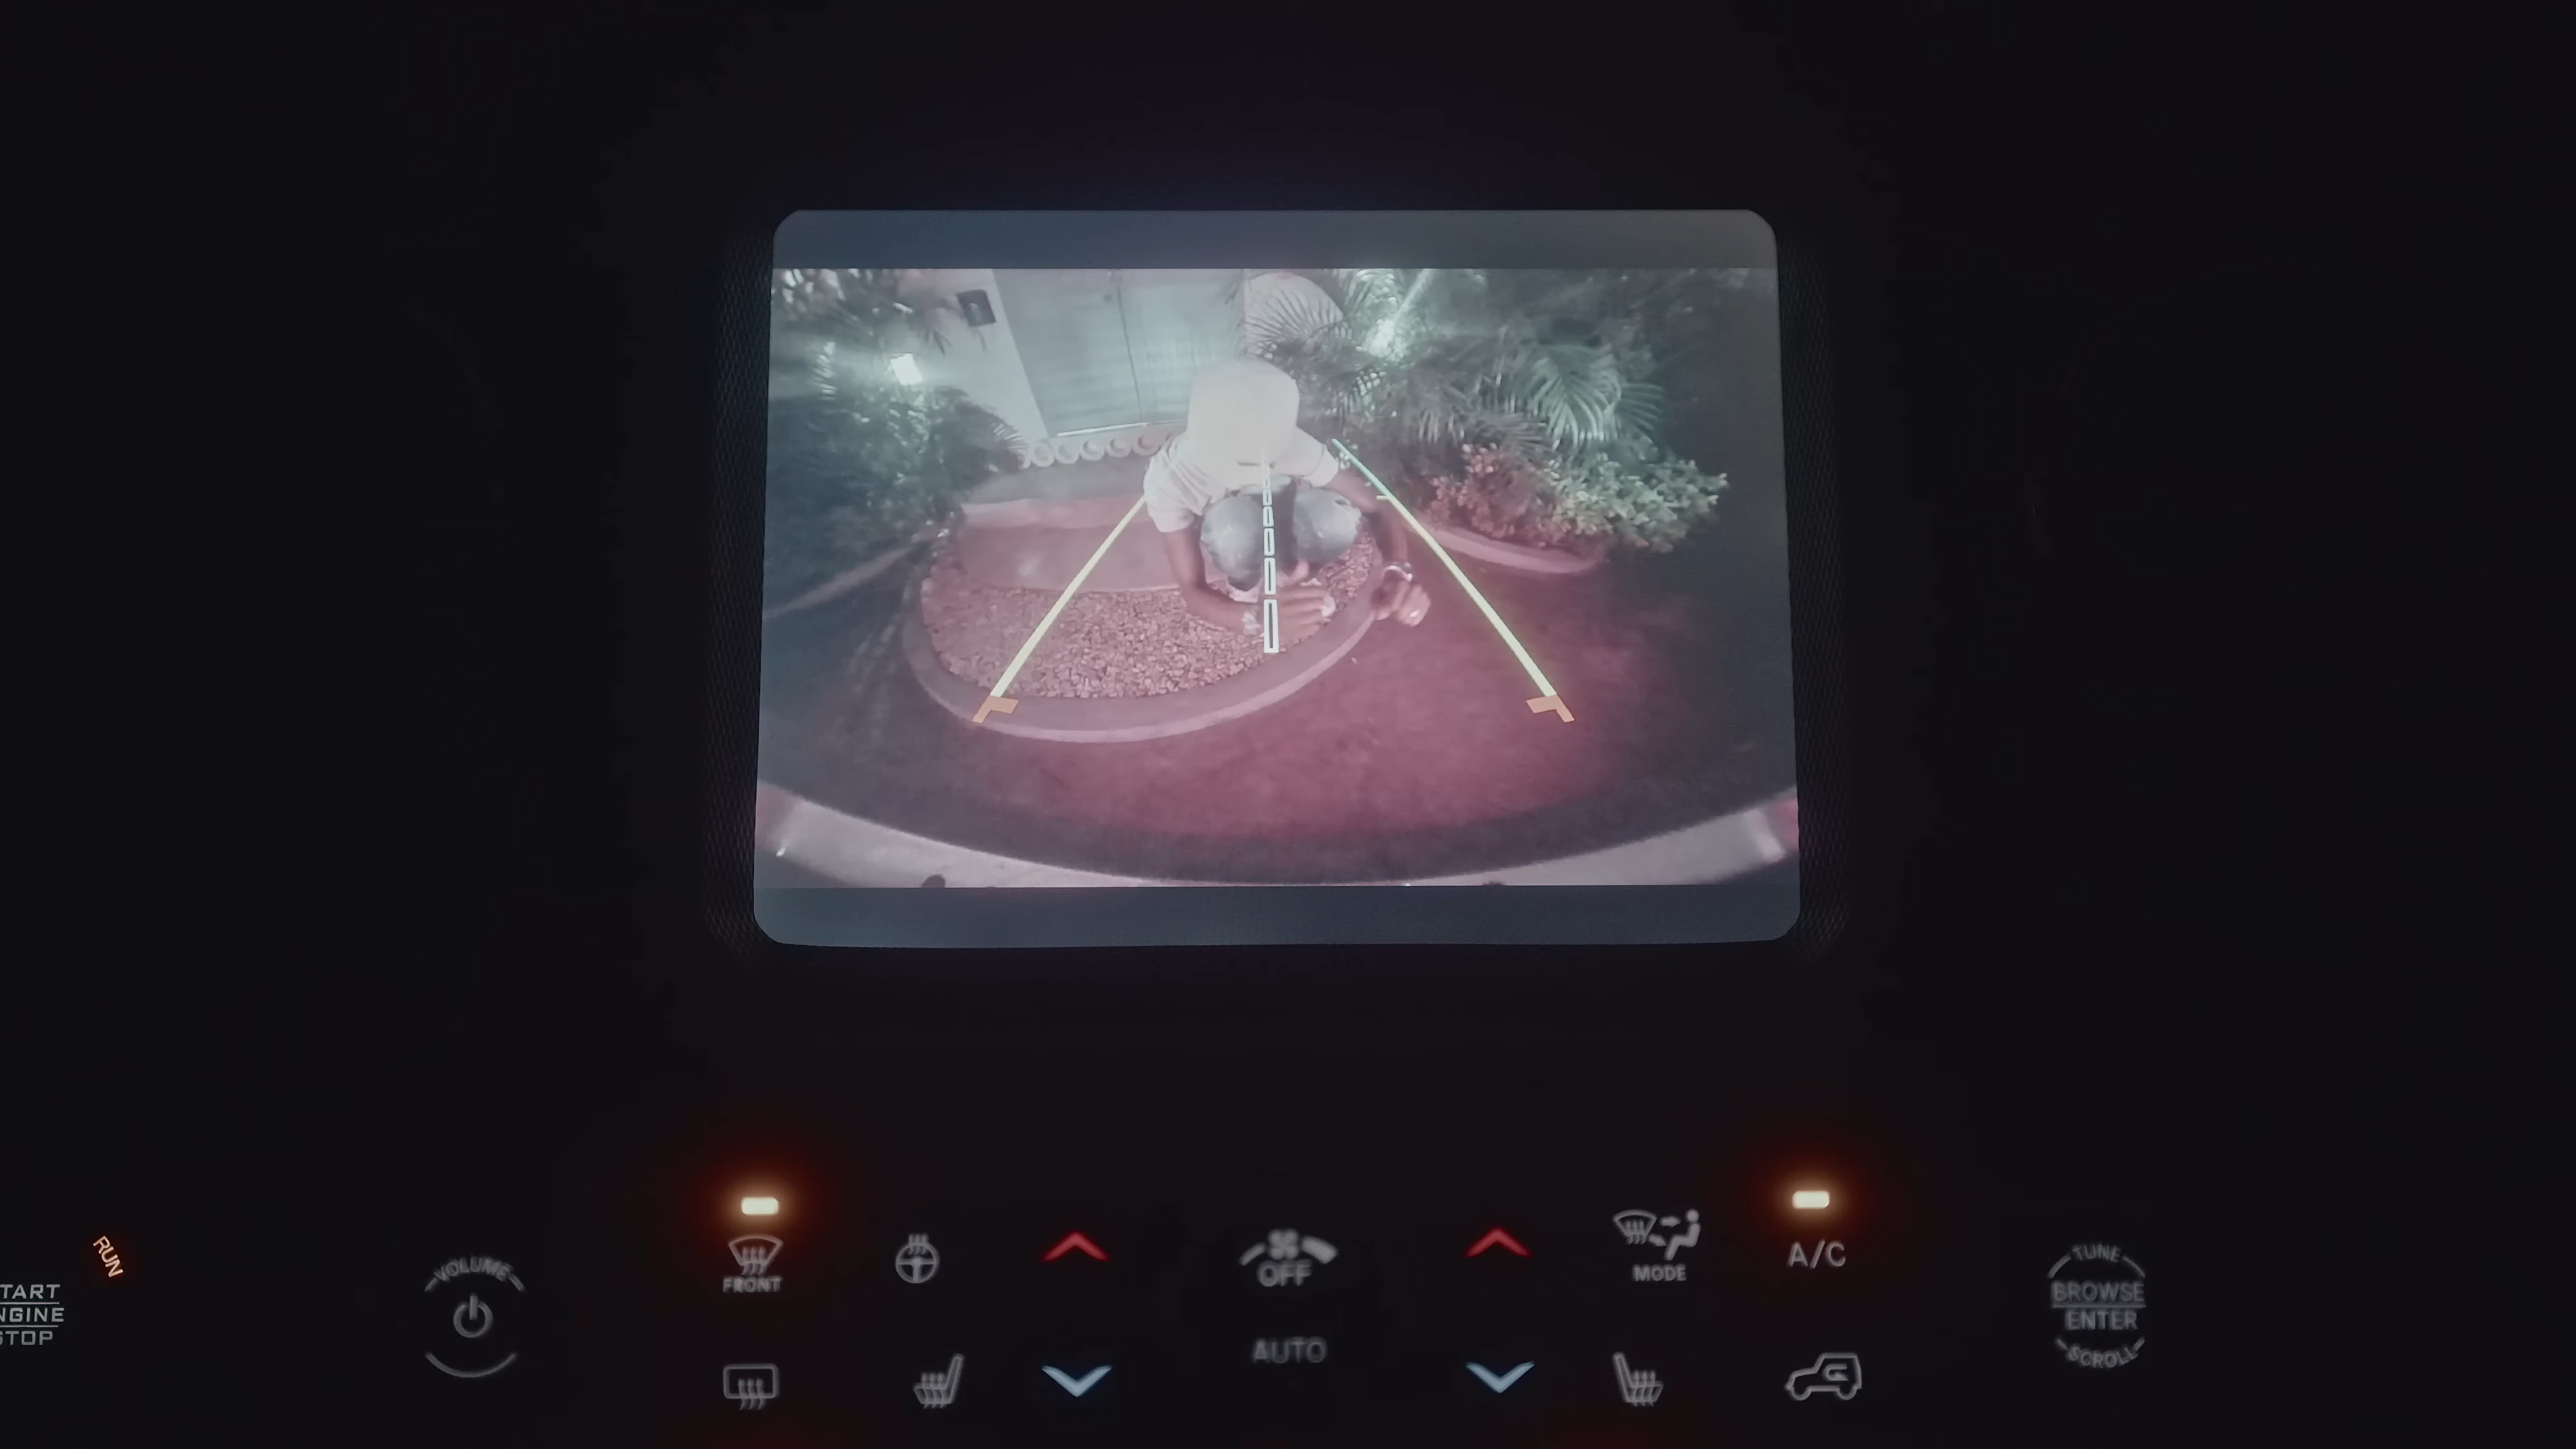 RUN
TART
NGINE
STOP
VOLUME
FRONT
OFF
AUTO
MODE
A/C
TUNE
BROWSE
ENTER
SCROLL